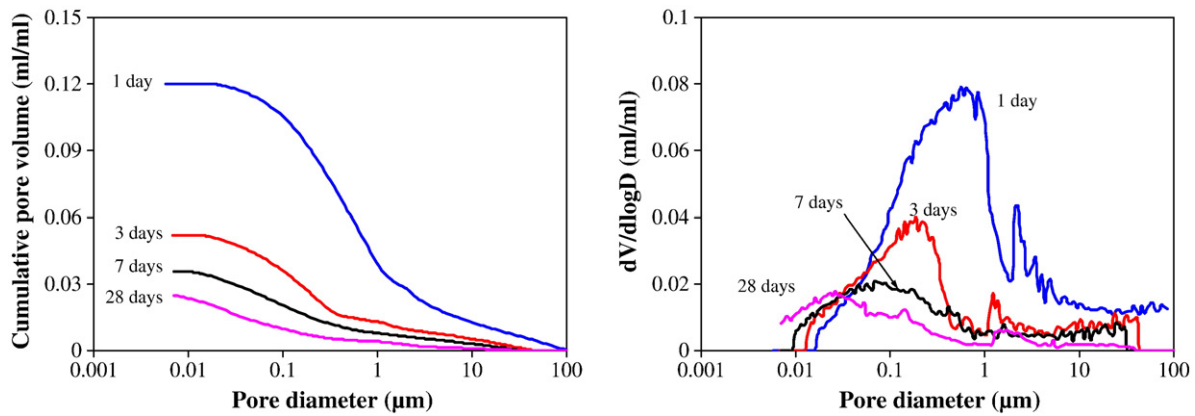 Cumulative pore volume (ml/ml)
0.15
0.12
0.09
0.06
0.03
0
1 day
3 days
7 days
28 days
0.001 0.01 0.1 1 10 100
Pore diameter (µm)
dV/dlogD (ml/ml)
0.1
0.08
0.06
0.04
0.02
0
1 day
7 days
3 days
28 days
0.001 0.01 0.1 1 10 100
Pore diameter (µm)